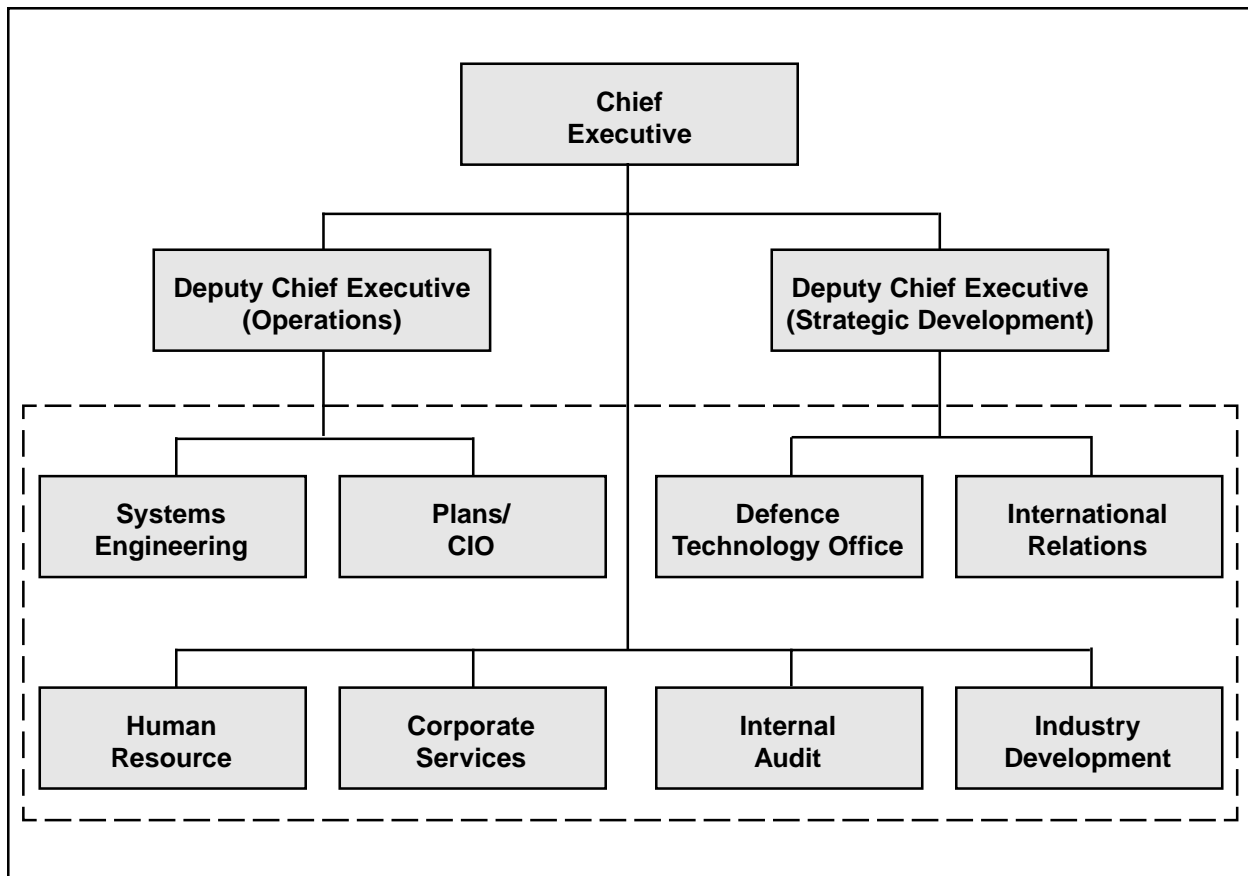 Chief
Executive
Deputy Chief Executive
(Operations)
Deputy Chief Executive
(Strategic Development)
Systems
Engineering
Plans/
CIO
Defence
Technology Office
International
Relations
Human
Resource
Corporate
Services
Internal
Audit
Industry
Development